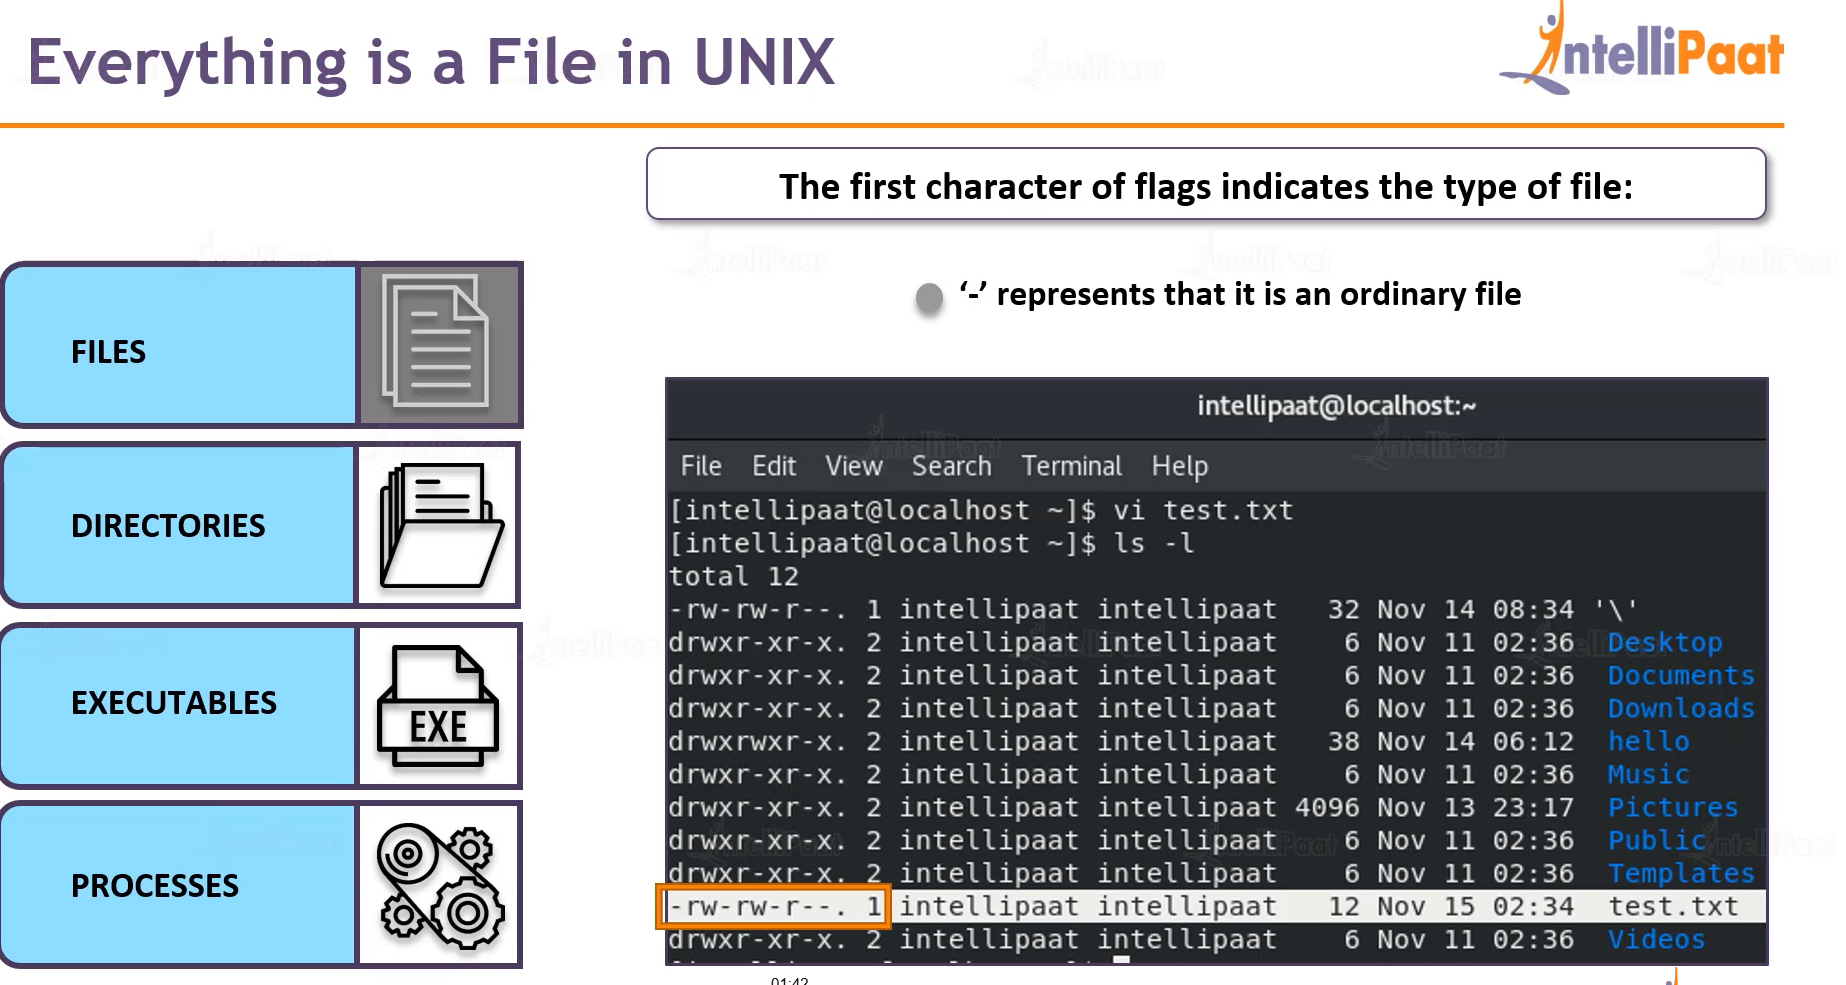 Everything is a File in UNIX
IntelliPaat
The first character of flags indicates the type of file:
‘-’ represents that it is an ordinary file
FILES
DIRECTORIES
EXECUTABLES
EXE
PROCESSES
intellipaat@localhost:~
File Edit View Search Terminal Help
[intellipaat@localhost ~]$ vi test.txt
[intellipaat@localhost ~]$ ls -l
total 12
-rw-rw-r--. 1 intellipaat intellipaat 32 Nov 14 08:34 '\'
drwxr-xr-x. 2 intellipaat intellipaat 6 Nov 11 02:36 Desktop
drwxr-xr-x. 2 intellipaat intellipaat 6 Nov 11 02:36 Documents
drwxr-xr-x. 2 intellipaat intellipaat 6 Nov 11 02:36 Downloads
drwxrwxr-x. 2 intellipaat intellipaat 38 Nov 14 06:12 hello
drwxr-xr-x. 2 intellipaat intellipaat 6 Nov 11 02:36 Music
drwxr-xr-x. 2 intellipaat intellipaat 4096 Nov 13 23:17 Pictures
drwxr-xr-x. 2 intellipaat intellipaat 6 Nov 11 02:36 Public
drwxr-xr-x. 2 intellipaat intellipaat 6 Nov 11 02:36 Templates
-rw-rw-r--. 1 intellipaat intellipaat 12 Nov 15 02:34 test.txt
drwxr-xr-x. 2 intellipaat intellipaat 6 Nov 11 02:36 Videos
01:42